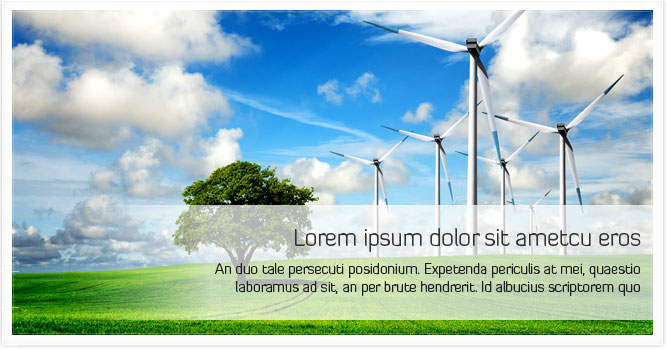 Lorem ipsum dolor sit ametcu eros
An duo tale persecuti posidonium. Expetenda periculis at mei, quaestio
laboramus ad sit, an per brute hendrerit. Id albucius scriptorem quo